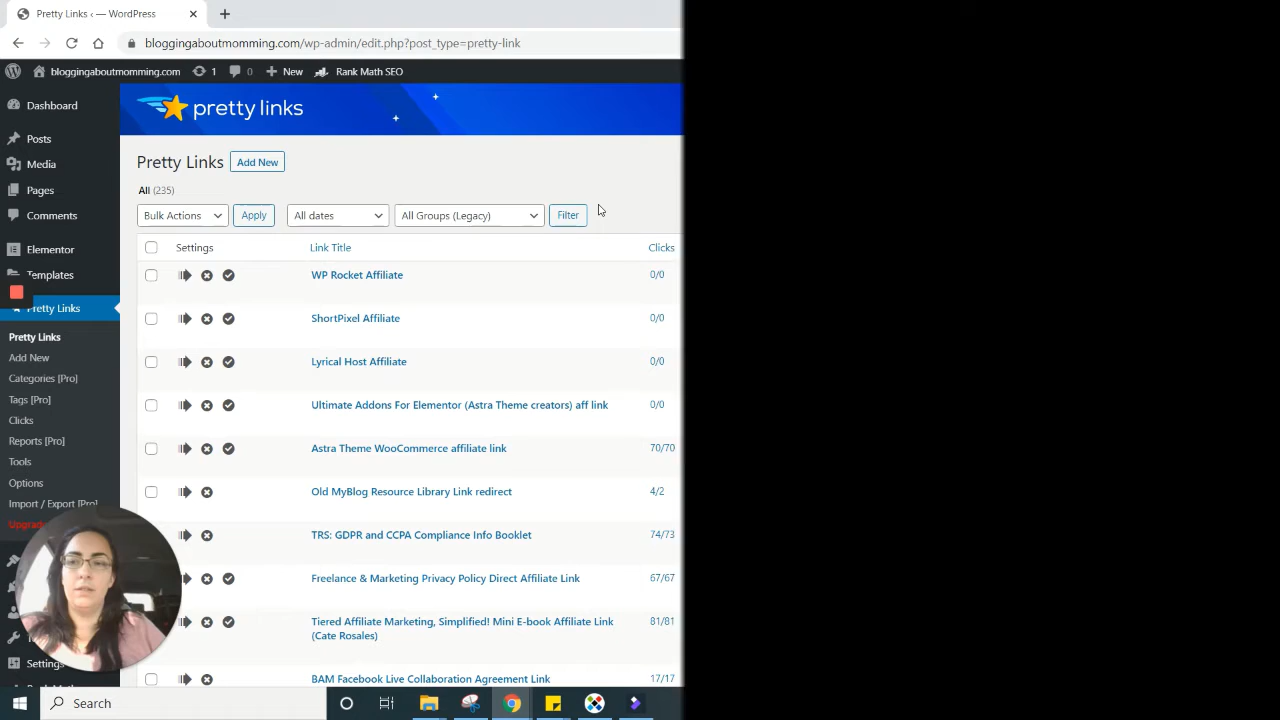 Pretty Links ‹ — WordPress
bloggingaboutmomming.com/wp-admin/edit.php?post_type=pretty-link
bloggingaboutmomming.com 1 0 New Rank Math SEO
Dashboard
Posts
Media
Pages
Comments
Elementor
Templates
Pretty Links
Pretty Links
Add New
Categories [Pro]
Tags [Pro]
Clicks
Reports [Pro]
Tools
Options
Import / Export [Pro]
Settings
pretty links
Pretty Links Add New
All (235)
Bulk Actions Apply All dates All Groups (Legacy) Filter
Settings Link Title Clicks
WP Rocket Affiliate 0/0
ShortPixel Affiliate 0/0
Lyrical Host Affiliate 0/0
Ultimate Addons For Elementor (Astra Theme creators) aff link 0/0
Astra Theme WooCommerce affiliate link 70/70
Old MyBlog Resource Library Link redirect 4/2
TRS: GDPR and CCPA Compliance Info Booklet 74/73
Freelance & Marketing Privacy Policy Direct Affiliate Link 67/67
Tiered Affiliate Marketing, Simplified! Mini E-book Affiliate Link 81/81
(Cate Rosales)
BAM Facebook Live Collaboration Agreement Link 17/17
Search